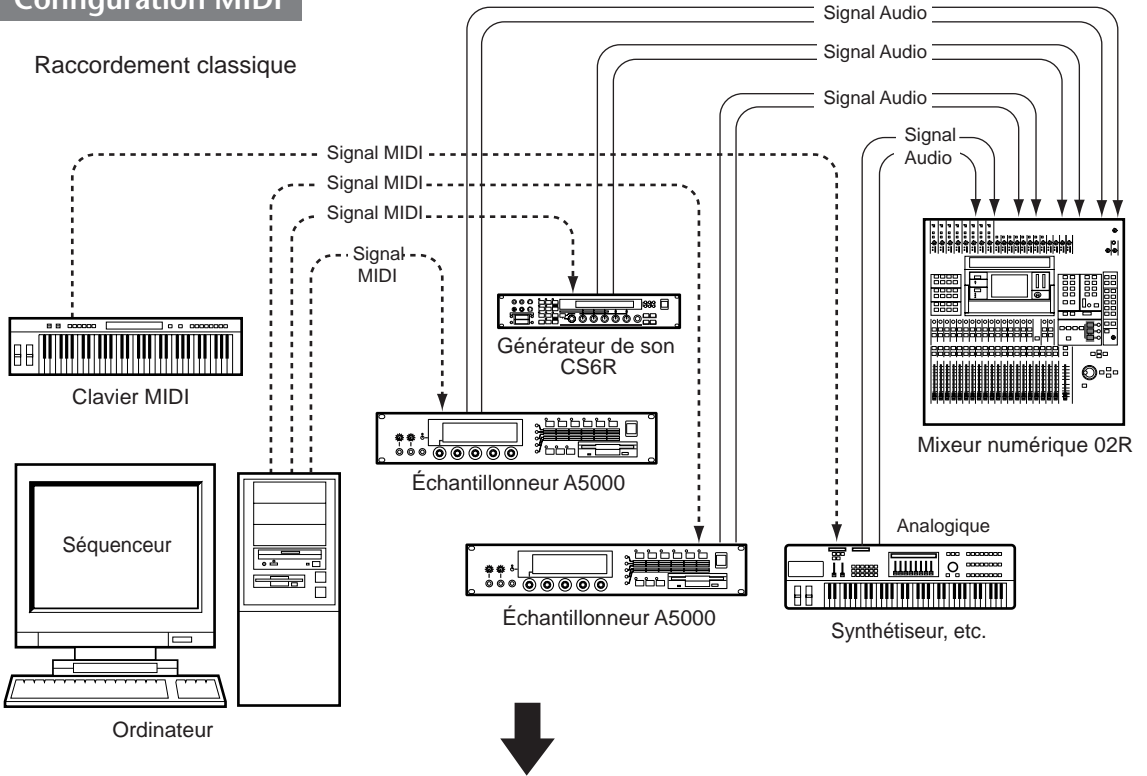 Configuration MIDI
Raccordement classique
Signal Audio
Signal Audio
Signal Audio
Signal
Audio
Signal MIDI
Signal MIDI
Signal MIDI
Signal
MIDI
Générateur de son
CS6R
Clavier MIDI
Mixeur numérique 02R
Échantillonneur A5000
Séquenceur
Analogique
Échantillonneur A5000
Synthétiseur, etc.
Ordinateur